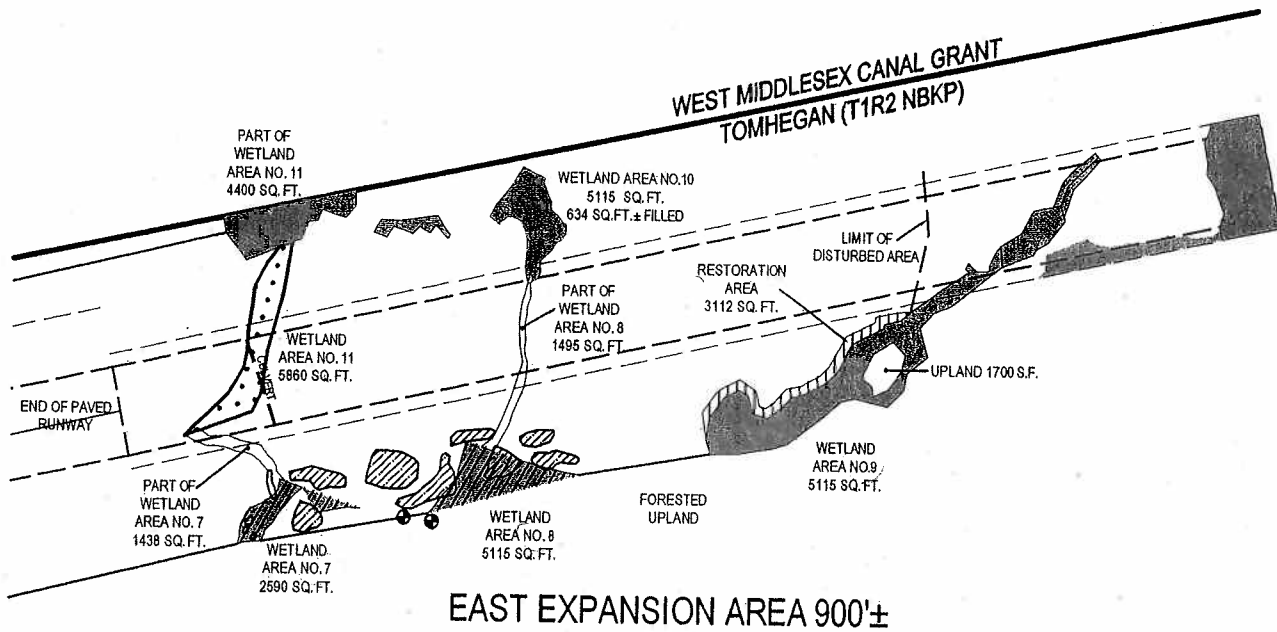 WEST MIDDLESEX CANAL GRANT
TOMHEGAN (T1R2 NBKP)
PART OF
WETLAND
AREA NO. 11
4400 SQ. FT.
WETLAND AREA NO.10
5115 SQ. FT.
634 SQ.FT.± FILLED
LIMIT OF
DISTURBED AREA
RESTORATION
AREA
3112 SQ. FT.
PART OF
WETLAND
AREA NO. 8
1495 SQ. FT.
WETLAND
AREA NO. 11
5860 SQ. FT.
CULVERT
UPLAND 1700 S.F.
END OF PAVED
RUNWAY
WETLAND
AREA NO.9
5115 SQ. FT.
PART OF
WETLAND
AREA NO. 7
1438 SQ. FT.
FORESTED
UPLAND
WETLAND
AREA NO. 8
5115 SQ. FT.
WETLAND
AREA NO. 7
2590 SQ. FT.
EAST EXPANSION AREA 900'±